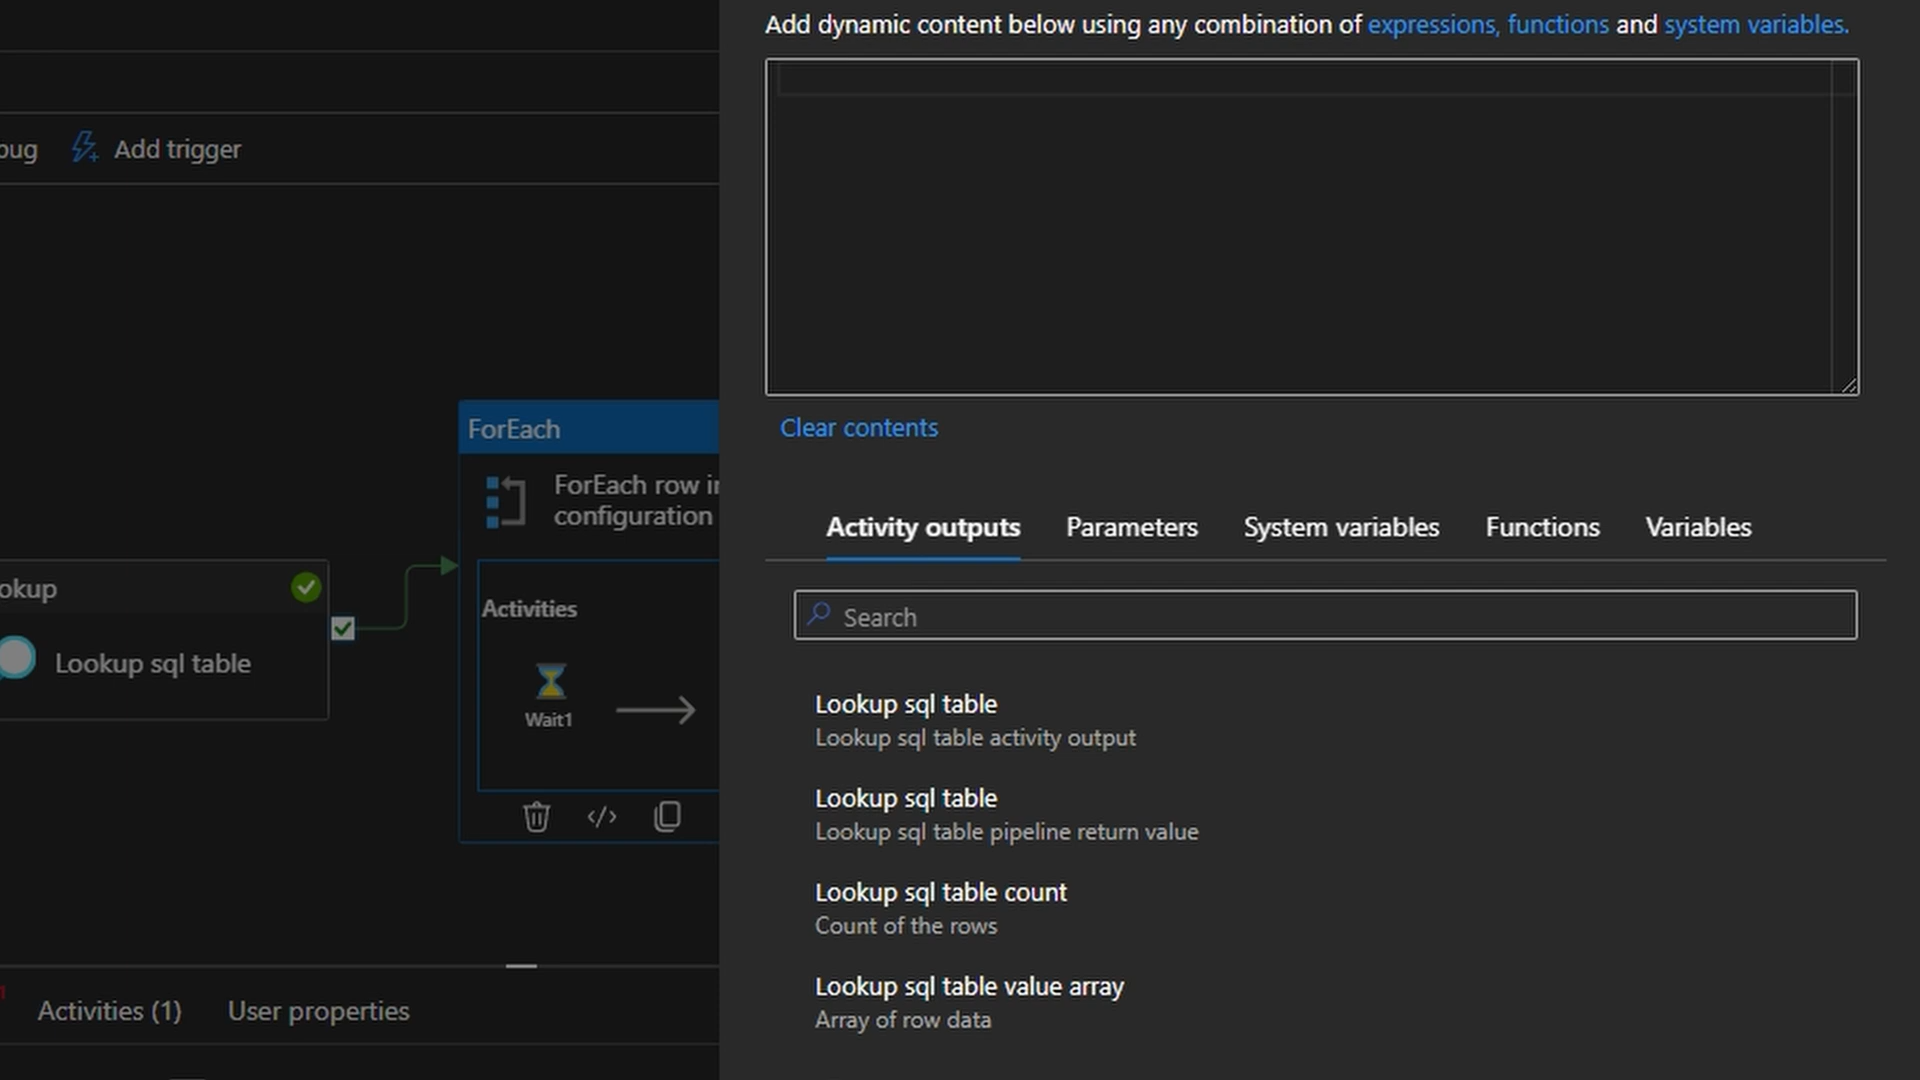 Add dynamic content below using any combination of expressions, functions and system variables.
bug
Add trigger
Clear contents
ForEach
ForEach row in
configuration
Activity outputs
Parameters
System variables
Functions
Variables
okup
Lookup sql table
Activities
Wait1
Search
Lookup sql table
Lookup sql table activity output
Lookup sql table
Lookup sql table pipeline return value
Lookup sql table count
Count of the rows
Lookup sql table value array
Array of row data
Activities (1)
User properties